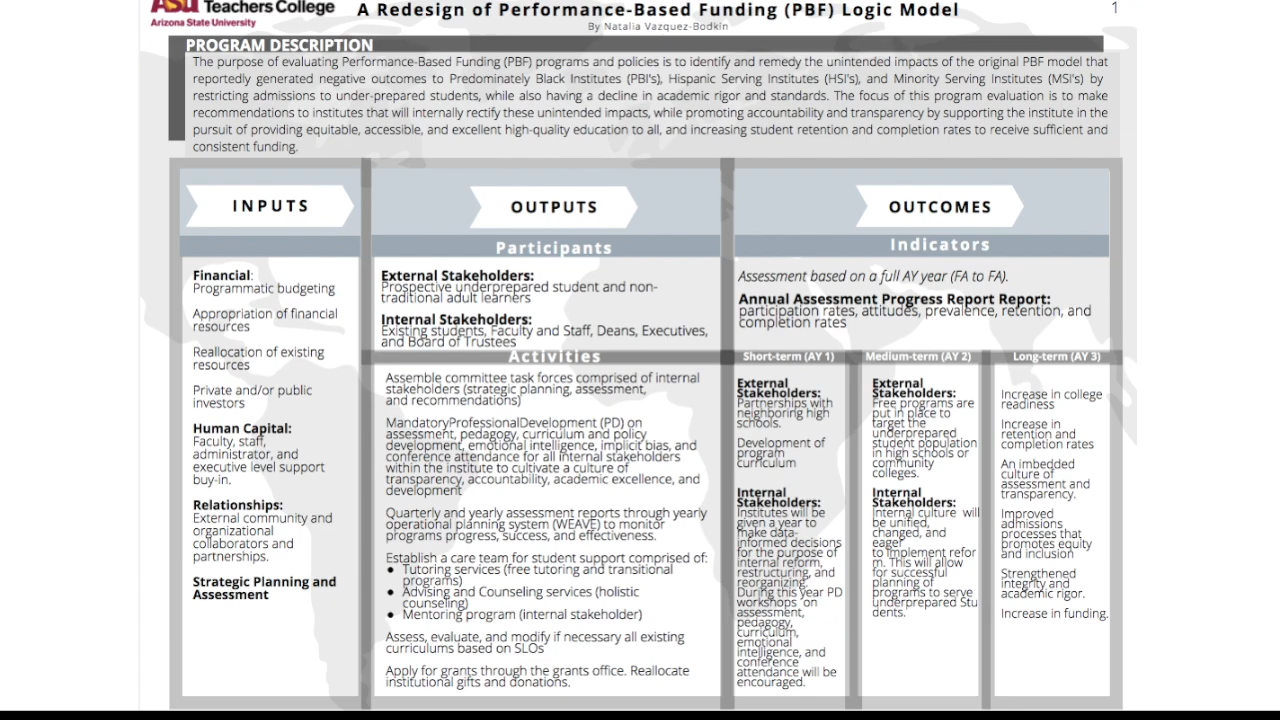 ASU Teachers College
Arizona State University
A Redesign of Performance-Based Funding (PBF) Logic Model
1
By Natalia Vazquez-Bodkin
PROGRAM DESCRIPTION
The purpose of evaluating Performance-Based Funding (PBF) programs and policies is to identify and remedy the unintended impacts of the original PBF model that
reportedly generated negative outcomes to Predominately Black Institutes (PBI's), Hispanic Serving Institutes (HSI's), and Minority Serving Institutes (MSI's) by
restricting admissions to under-prepared students, while also having a decline in academic rigor and standards. The focus of this program evaluation is to make
recommendations to institutes that will internally rectify these unintended impacts, while promoting accountability and transparency by supporting the institute in the
pursuit of providing equitable, accessible, and excellent high-quality education to all, and increasing student retention and completion rates to receive sufficient and
consistent funding.
INPUTS
Financial:
Programmatic budgeting
Appropriation of financial
resources
Reallocation of existing
resources
Private and/or public
investors
Human Capital:
Faculty, staff,
administrator, and
executive level support
buy-in.
Relationships:
External community and
organizational
collaborators and
partnerships.
Strategic Planning and
Assessment
OUTPUTS
Participants
External Stakeholders:
Prospective underprepared student and non-
traditional adult learners
Internal Stakeholders:
Existing students, Faculty and Staff, Deans, Executives,
and Board of Trustees
Activities
Assemble committee task forces comprised of internal
stakeholders (strategic planning, assessment,
and recommendations)
MandatoryProfessionalDevelopment (PD) on
assessment, pedagogy, curriculum and policy
development, emotional intelligence, implicit bias, and
conference attendance for all internal stakeholders
within the institute to cultivate a culture of
transparency, accountability, academic excellence, and
development
Quarterly and yearly assessment reports through yearly
operational planning system (WEAVE) to monitor
programs progress, success, and effectiveness.
Establish a care team for student support comprised of:
• Tutoring services (free tutoring and transitional
programs)
• Advising and Counseling services (holistic
counseling)
• Mentoring program (internal stakeholder)
Assess, evaluate, and modify if necessary all existing
curriculums based on SLOs
Apply for grants through the grants office. Reallocate
institutional gifts and donations.
OUTCOMES
Indicators
Assessment based on a full AY year (FA to FA).
Annual Assessment Progress Report Report:
participation rates, attitudes, prevalence, retention, and
completion rates
Short-term (AY 1)
External
Stakeholders:
Partnerships with
neighboring high
schools.
Development of
program
curriculum
Internal
Stakeholders:
Institutes will be
given a year to
make data-
informed decisions
for the purpose of
internal reform,
restructuring, and
reorganizing.
During this year PD
workshops on
assessment,
pedagogy,
curriculum,
emotional
intelligence, and
conference
attendance will be
encouraged.
Medium-term (AY 2)
External
Stakeholders:
Free programs are
put in place to
target the
underprepared
student population
in high schools or
community
colleges.
Internal
Stakeholders:
Internal culture will
be unified,
changed, and
eager
to implement refor
m. This will allow
for successful
planning of
programs to serve
underprepared Stu
dents.
Long-term (AY 3)
Increase in college
readiness
Increase in
retention and
completion rates
An imbedded
culture of
assessment and
transparency.
Improved
admissions
processes that
promotes equity
and inclusion
Strengthened
integrity and
academic rigor.
Increase in funding.